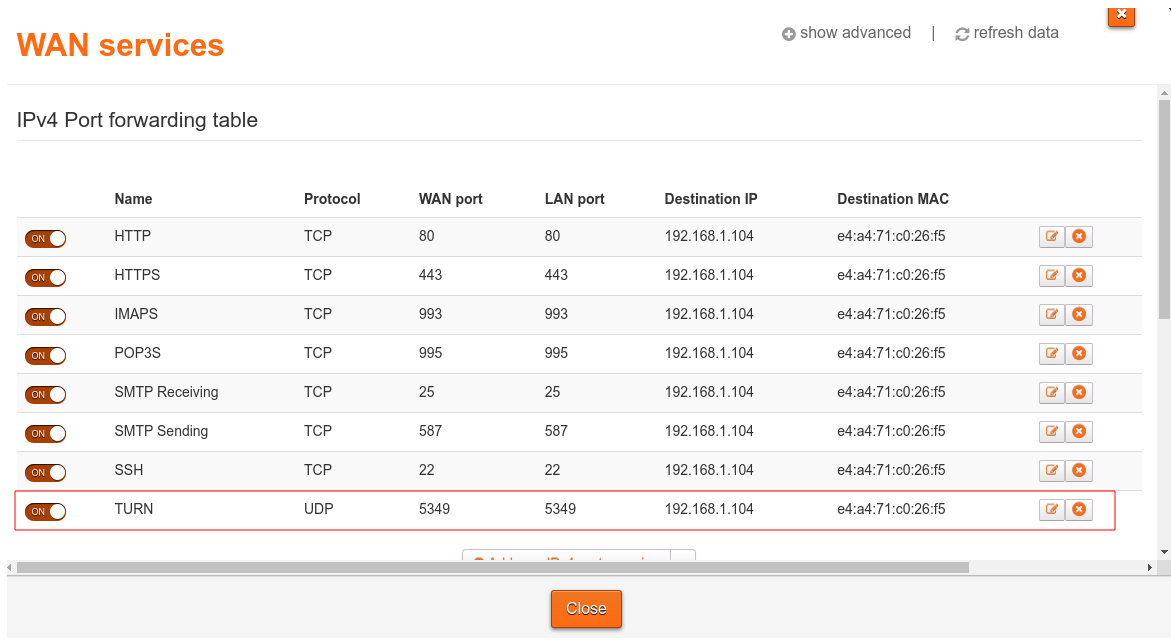 WAN services
show advanced | refresh data
IPv4 Port forwarding table
Name Protocol WAN port LAN port Destination IP Destination MAC
ON HTTP TCP 80 80 192.168.1.104 e4:a4:71:c0:26:f5
ON HTTPS TCP 443 443 192.168.1.104 e4:a4:71:c0:26:f5
ON IMAPS TCP 993 993 192.168.1.104 e4:a4:71:c0:26:f5
ON POP3S TCP 995 995 192.168.1.104 e4:a4:71:c0:26:f5
ON SMTP Receiving TCP 25 25 192.168.1.104 e4:a4:71:c0:26:f5
ON SMTP Sending TCP 587 587 192.168.1.104 e4:a4:71:c0:26:f5
ON SSH TCP 22 22 192.168.1.104 e4:a4:71:c0:26:f5
ON TURN UDP 5349 5349 192.168.1.104 e4:a4:71:c0:26:f5
Close